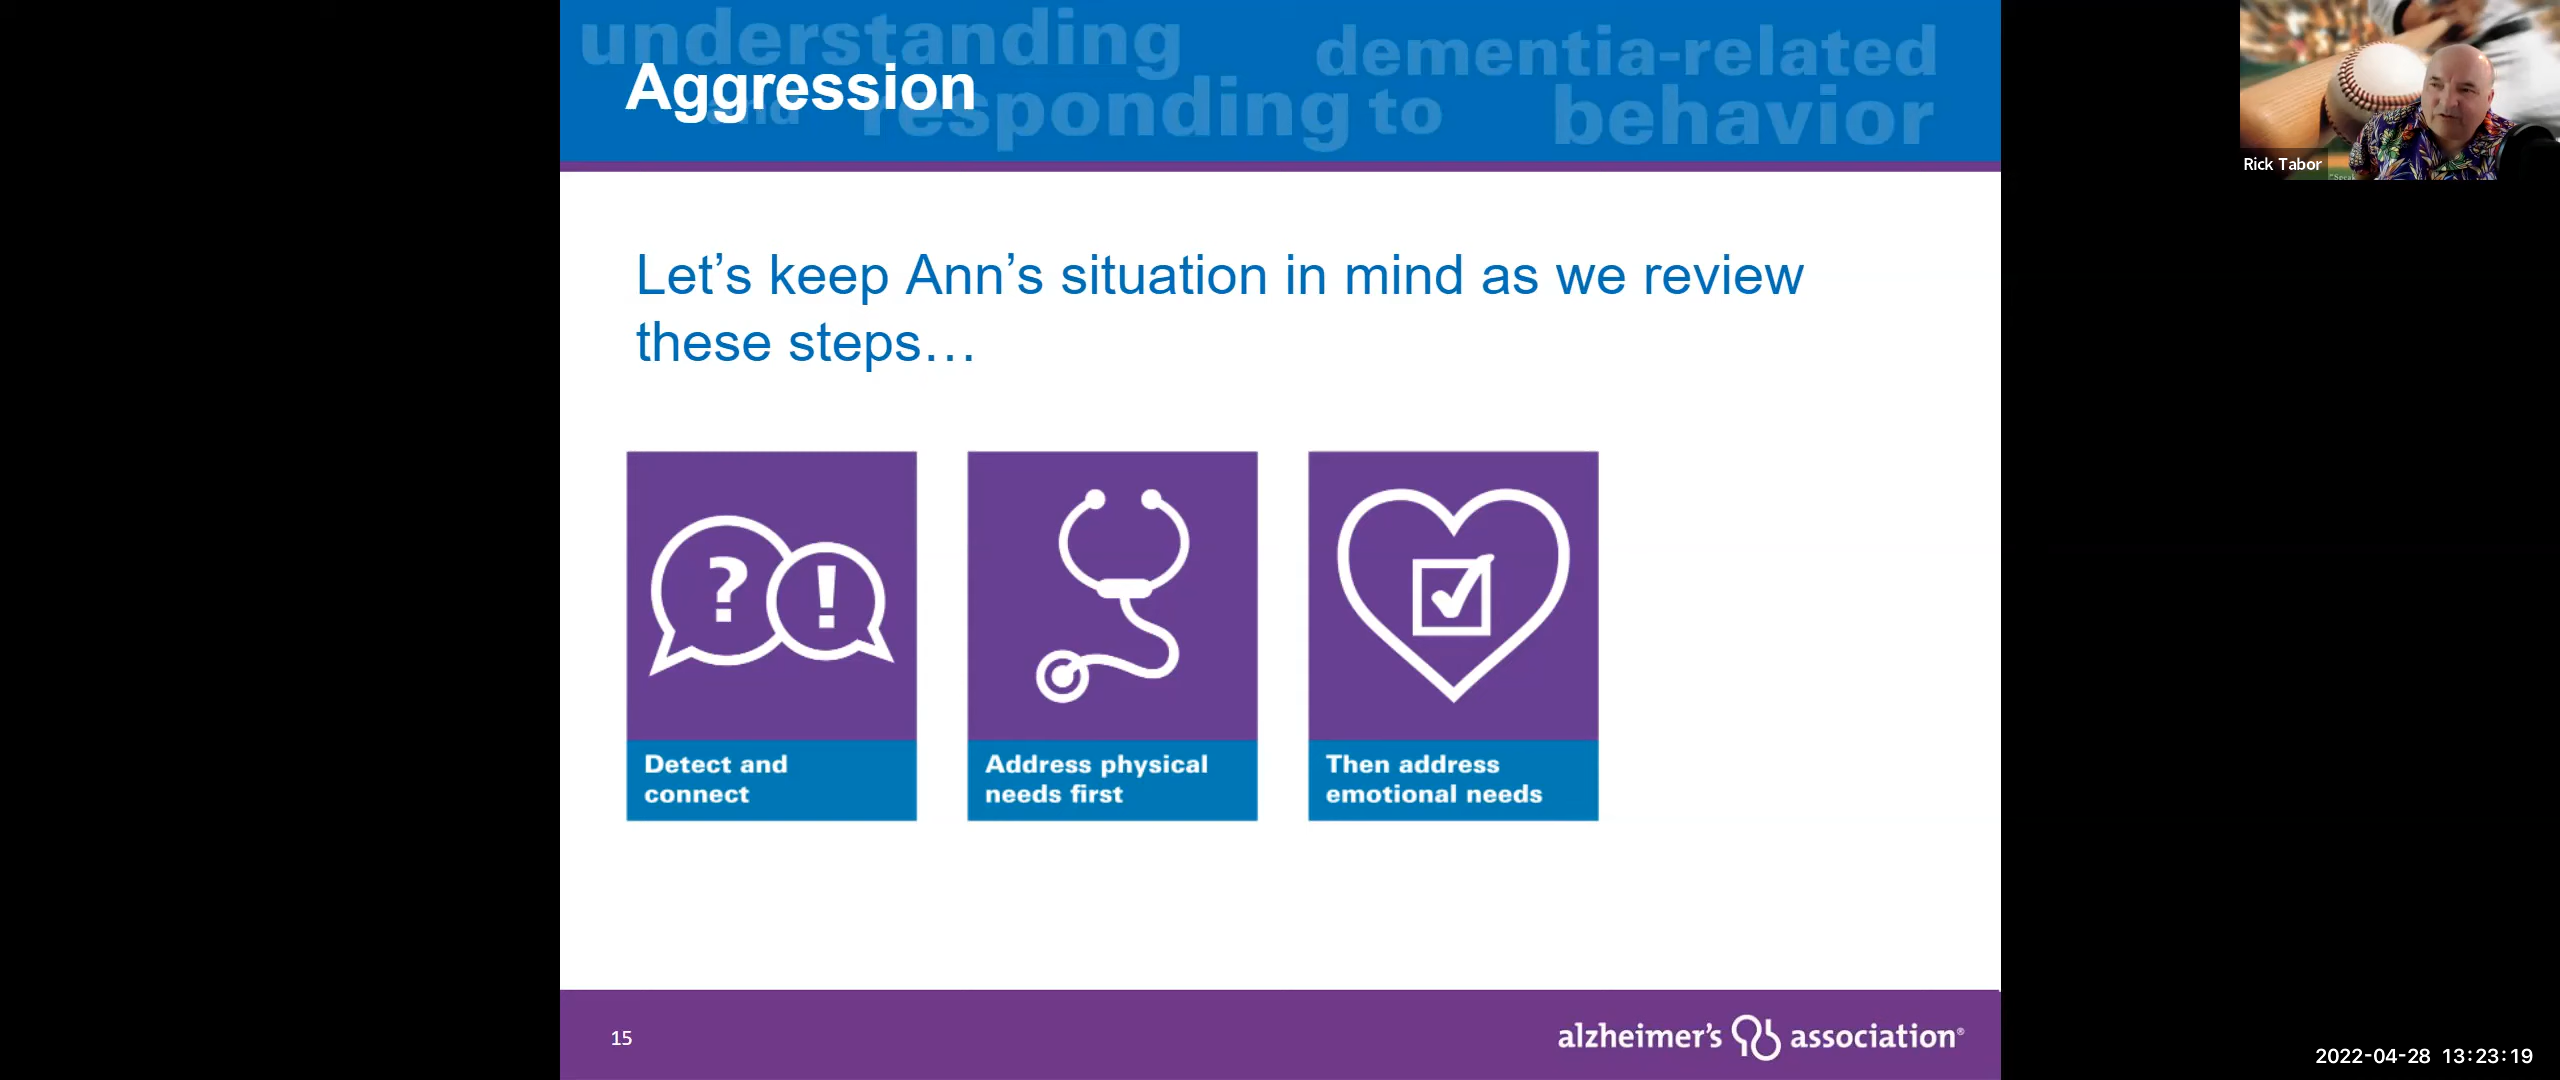 understanding
dementia-related
Aggression
and responding to behavior
Rick Tabor
Let’s keep Ann’s situation in mind as we review
these steps…
?
!
Detect and
connect
Address physical
needs first
Then address
emotional needs
15
alzheimer's association®
2022-04-28 13:23:19